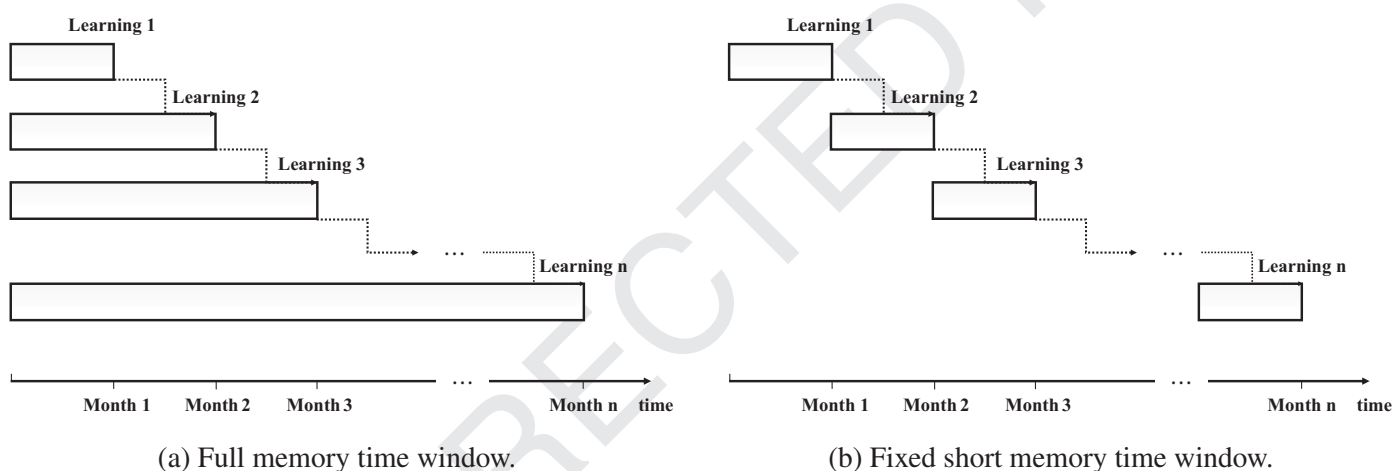 Learning 1
Learning 2
Learning 3
...
Learning n
...
Month 1 Month 2 Month 3 Month n time
(a) Full memory time window.
Learning 1
Learning 2
Learning 3
...
Learning n
...
Month 1 Month 2 Month 3 Month n time
(b) Fixed short memory time window.
RECTED